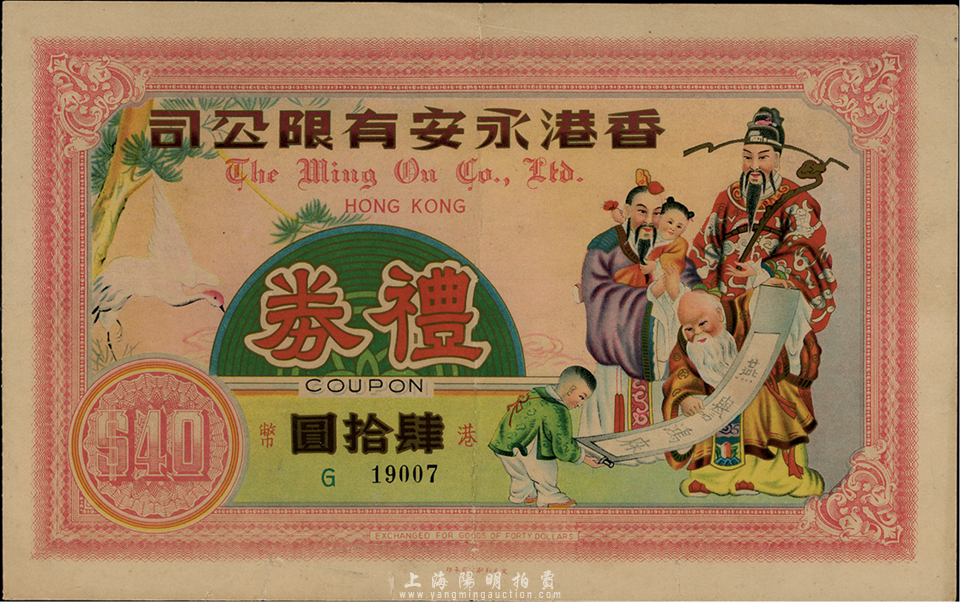 香港永安有限公司
The Wing On Co., Ltd.
HONG KONG
禮券
COUPON
港幣肆拾圓
G 19007
$40
EXCHANGED FOR GOODS OF FORTY DOLLARS
上海陽明拍賣
www.yangmingauction.com